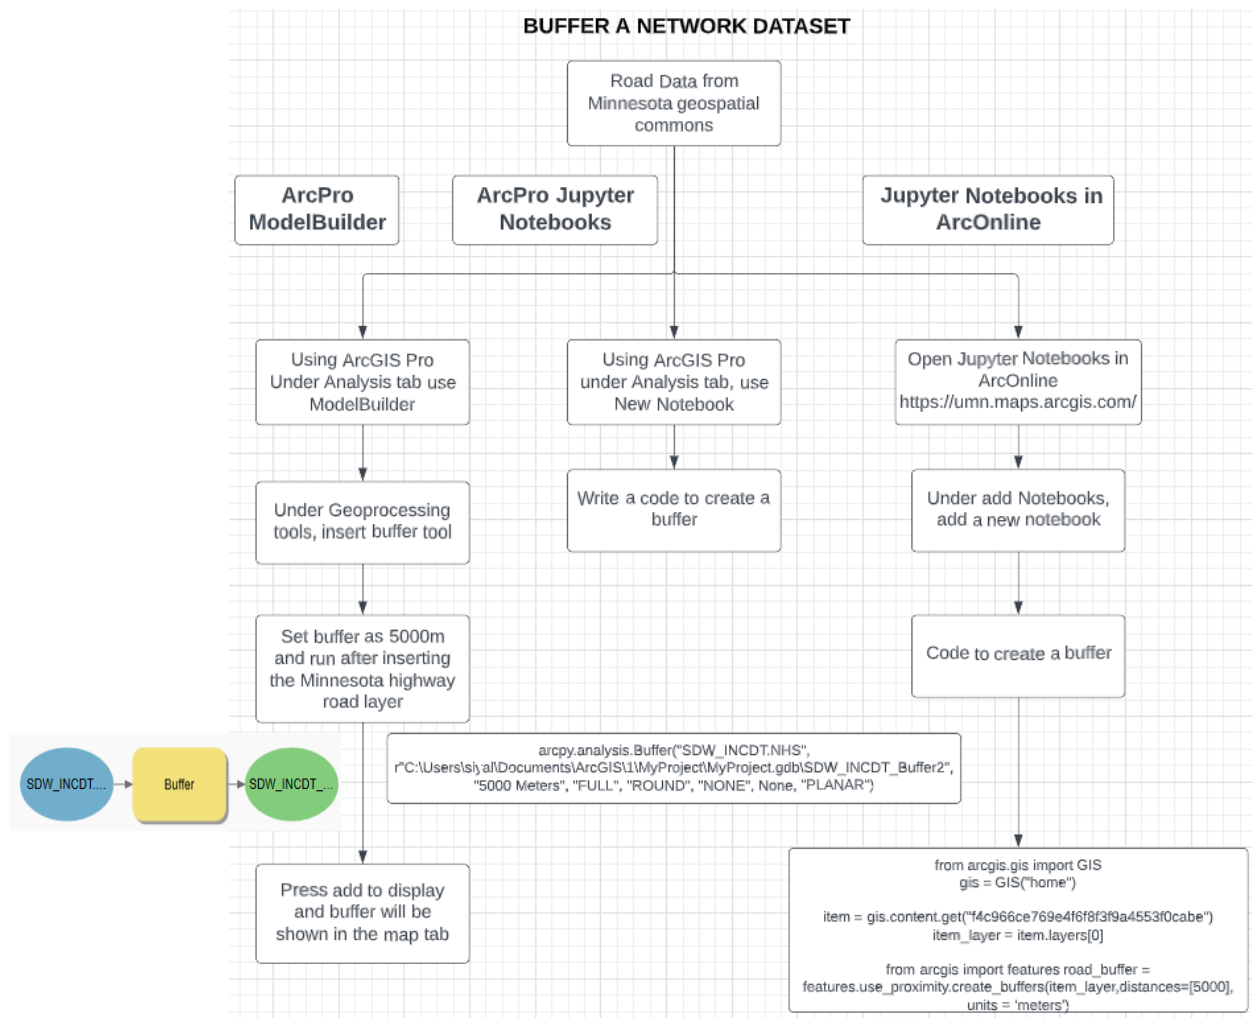 BUFFER A NETWORK DATASET
Road Data from
Minnesota geospatial
commons
ArcPro
ModelBuilder
ArcPro Jupyter
Notebooks
Jupyter Notebooks in
ArcOnline
Using ArcGIS Pro
Under Analysis tab use
ModelBuilder
Using ArcGIS Pro
under Analysis tab, use
New Notebook
Open Jupyter Notebooks in
ArcOnline
https://umn.maps.arcgis.com/
Under Geoprocessing
tools, insert buffer tool
Write a code to create a
buffer
Under add Notebooks,
add a new notebook
Set buffer as 5000m
and run after inserting
the Minnesota highway
road layer
Code to create a buffer
SDW_INCDT....
Buffer
SDW_INCDT_...
arcpy.analysis.Buffer("SDW_INCDT.NHS",
r"C:\Users\siyal\Documents\ArcGIS\1\MyProject\MyProject.gdb\SDW_INCDT_Buffer2",
"5000 Meters", "FULL", "ROUND", "NONE", None, "PLANAR")
Press add to display
and buffer will be
shown in the map tab
from arcgis.gis import GIS
gis = GIS("home")
item = gis.content.get("f4c966ce769e4f6f8f3f9a4553f0cabe")
item_layer = item.layers[0]
from arcgis import features road_buffer =
features.use_proximity.create_buffers(item_layer,distances=[5000],
units = 'meters')